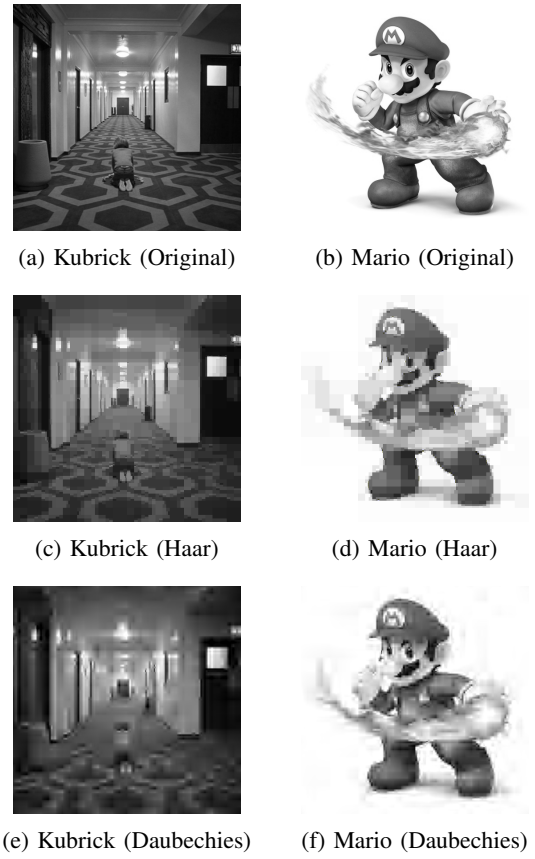 (a) Kubrick (Original)
(b) Mario (Original)
(c) Kubrick (Haar)
(d) Mario (Haar)
(e) Kubrick (Daubechies)
(f) Mario (Daubechies)
M
M
M